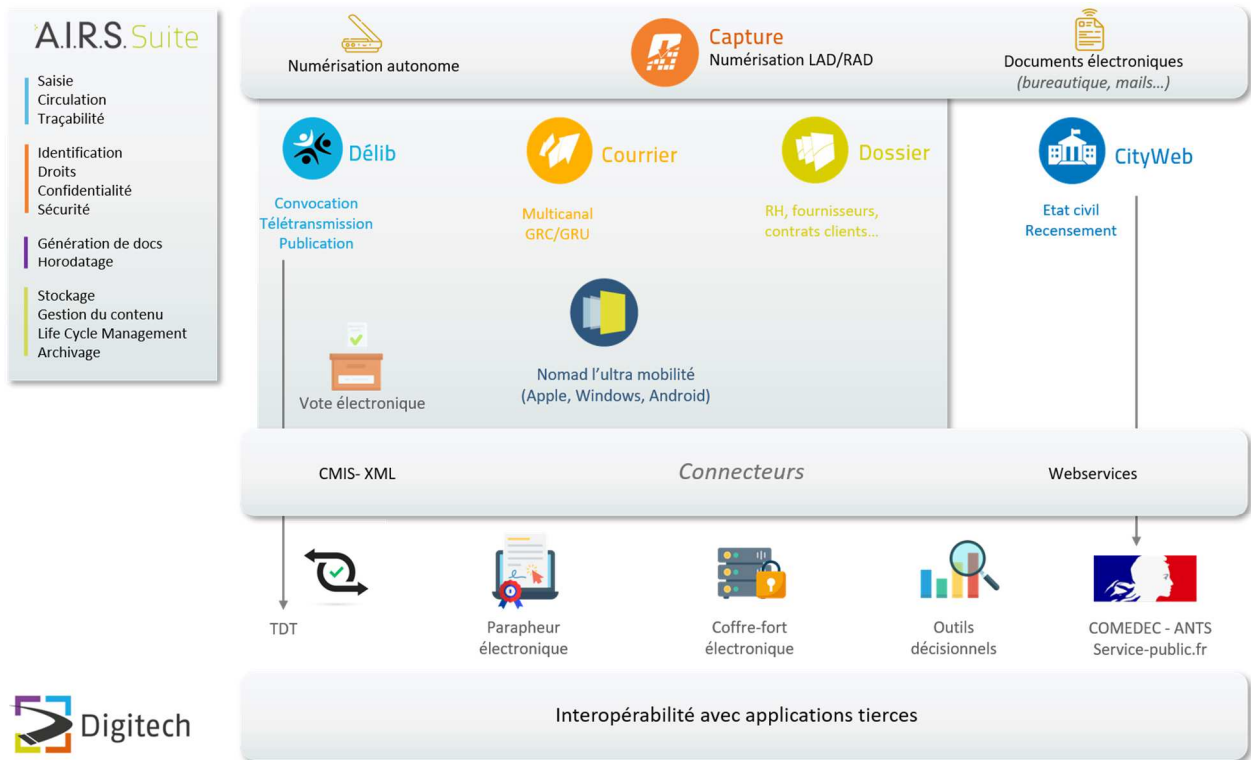 A.I.R.S. Suite
Saisie
Circulation
Traçabilité
Identification
Droits
Confidentialité
Sécurité
Génération de docs
Horodatage
Stockage
Gestion du contenu
Life Cycle Management
Archivage
Numérisation autonome
Capture
Numérisation LAD/RAD
Documents électroniques
(bureautique, mails...)
Délib
Convocation
Télétransmission
Publication
Courrier
Multicanal
GRC/GRU
Dossier
RH, fournisseurs,
contrats clients...
CityWeb
Etat civil
Recensement
Vote électronique
Nomad l'ultra mobilité
(Apple, Windows, Android)
CMIS- XML
Connecteurs
Webservices
TDT
Parapheur
électronique
Coffre-fort
électronique
Outils
décisionnels
COMEDEC - ANTS
Service-public.fr
Digitech
Interopérabilité avec applications tierces